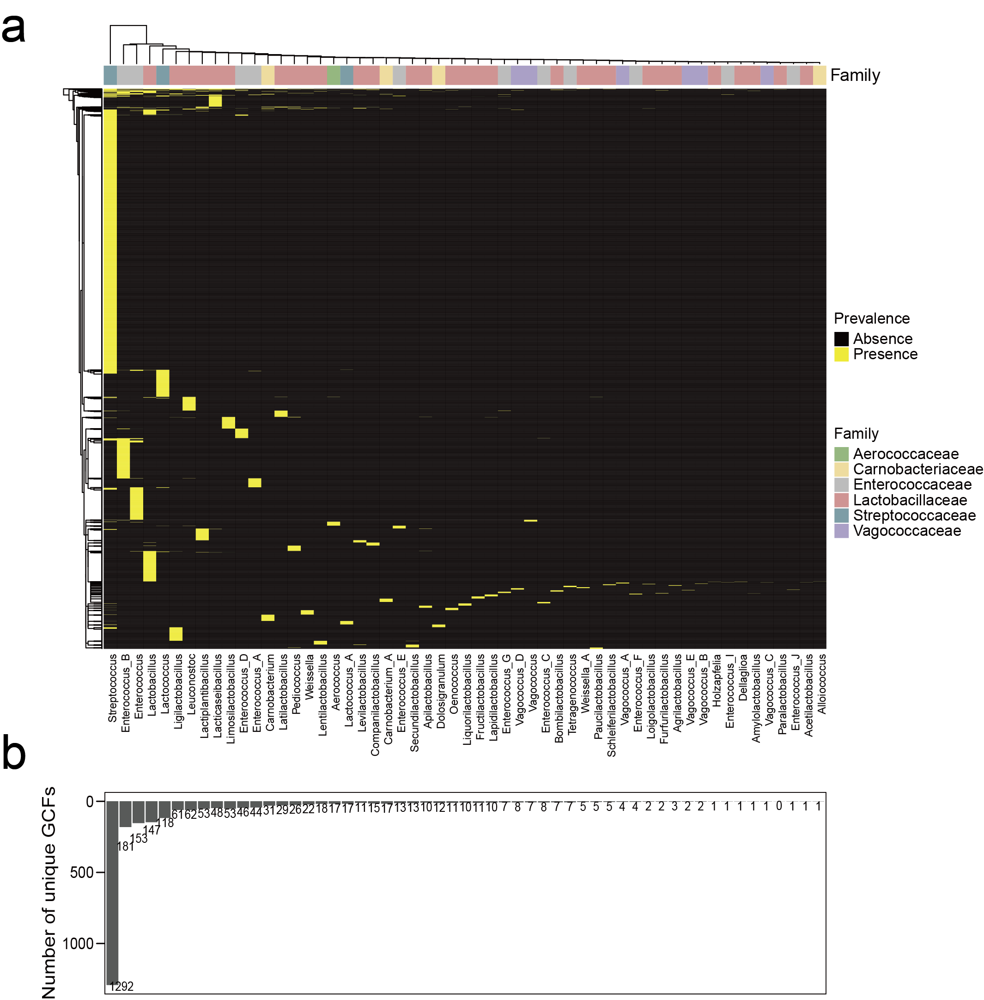 a
Family
Prevalence
Absence
Presence
Family
Aerococcaceae
Carnobacteriaceae
Enterococcaceae
Lactobacillaceae
Streptococcaceae
Vagococcaceae
Streptococcus
Enterococcus_B
Enterococcus
Lactobacillus
Lactococcus
Ligilactobacillus
Leuconostoc
Lactiplantibacillus
Lacticaseibacillus
Limosilactobacillus
Enterococcus_D
Enterococcus_A
Carnobacterium
Latilactobacillus
Pediococcus
Weissella
Lentilactobacillus
Aerococcus
Lactococcus_A
Levilactobacillus
Companilactobacillus
Carnobacterium_A
Enterococcus_E
Secundilactobacillus
Apilactobacillus
Dolosigranulum
Oenococcus
Liquorilactobacillus
Fructilactobacillus
Lapidilactobacillus
Enterococcus_G
Vagococcus_D
Vagococcus
Enterococcus_C
Bombilactobacillus
Tetragenococcus
Weissella_A
Paucilactobacillus
Schleiferilactobacillus
Vagococcus_A
Enterococcus_F
Loigolactobacillus
Furfurilactobacillus
Agrilactobacillus
Vagococcus_E
Vagococcus_B
Holzapfelia
Enterococcus_I
Dellaglioa
Amylolactobacillus
Vagococcus_C
Paralactobacillus
Enterococcus_J
Acetilactobacillus
Alloiococcus
b
Number of unique GCFs
0
500
1000
1292
181
153
147
118
61 62 53 48 53 46 44 31 29 26 22 18 17 17 11 15 17 13 13 10 12 11 10 11 10 7 8 7 8 7 7 5 5 5 4 4 2 2 3 2 2 1 1 1 1 1 0 1 1 1